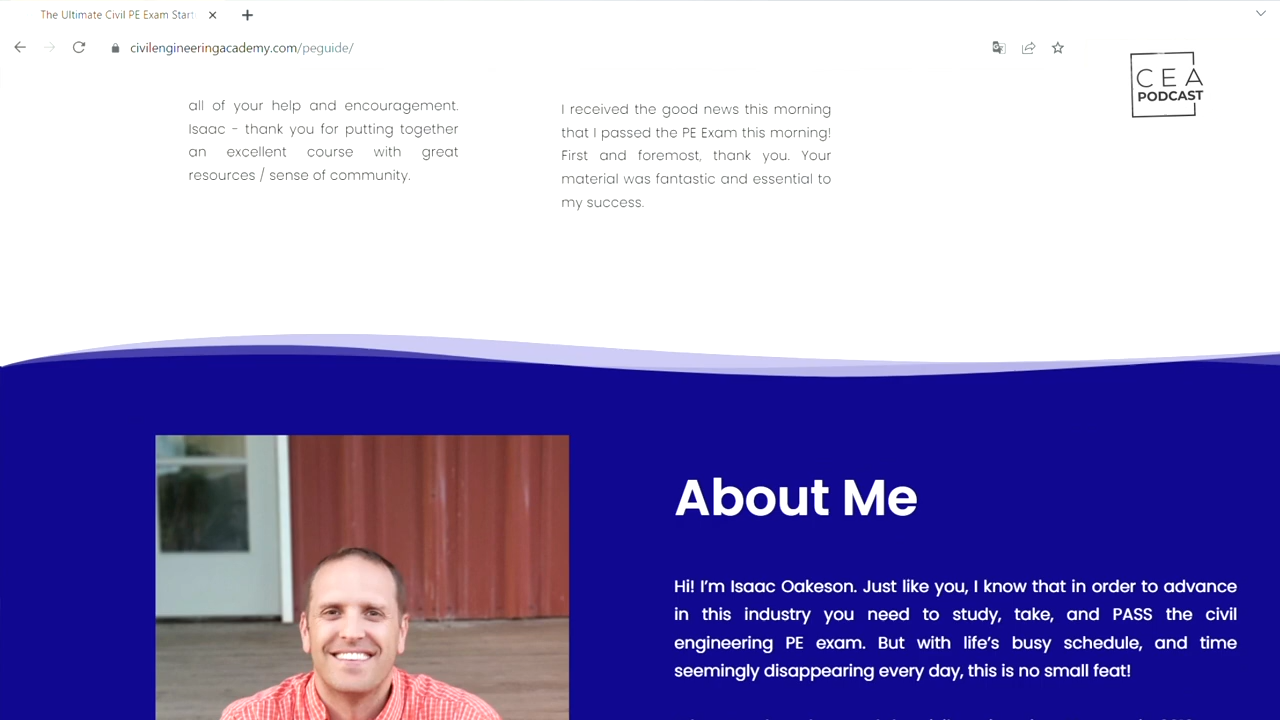 The Ultimate Civil PE Exam Start
civilengineeringacademy.com/peguide/
CEA
PODCAST
all of your help and encouragement.
Isaac - thank you for putting together
an excellent course with great
resources / sense of community.
I received the good news this morning
that I passed the PE Exam this morning!
First and foremost, thank you. Your
material was fantastic and essential to
my success.
About Me
Hi! I’m Isaac Oakeson. Just like you, I know that in order to advance
in this industry you need to study, take, and PASS the civil
engineering PE exam. But with life’s busy schedule, and time
seemingly disappearing every day, this is no small feat!